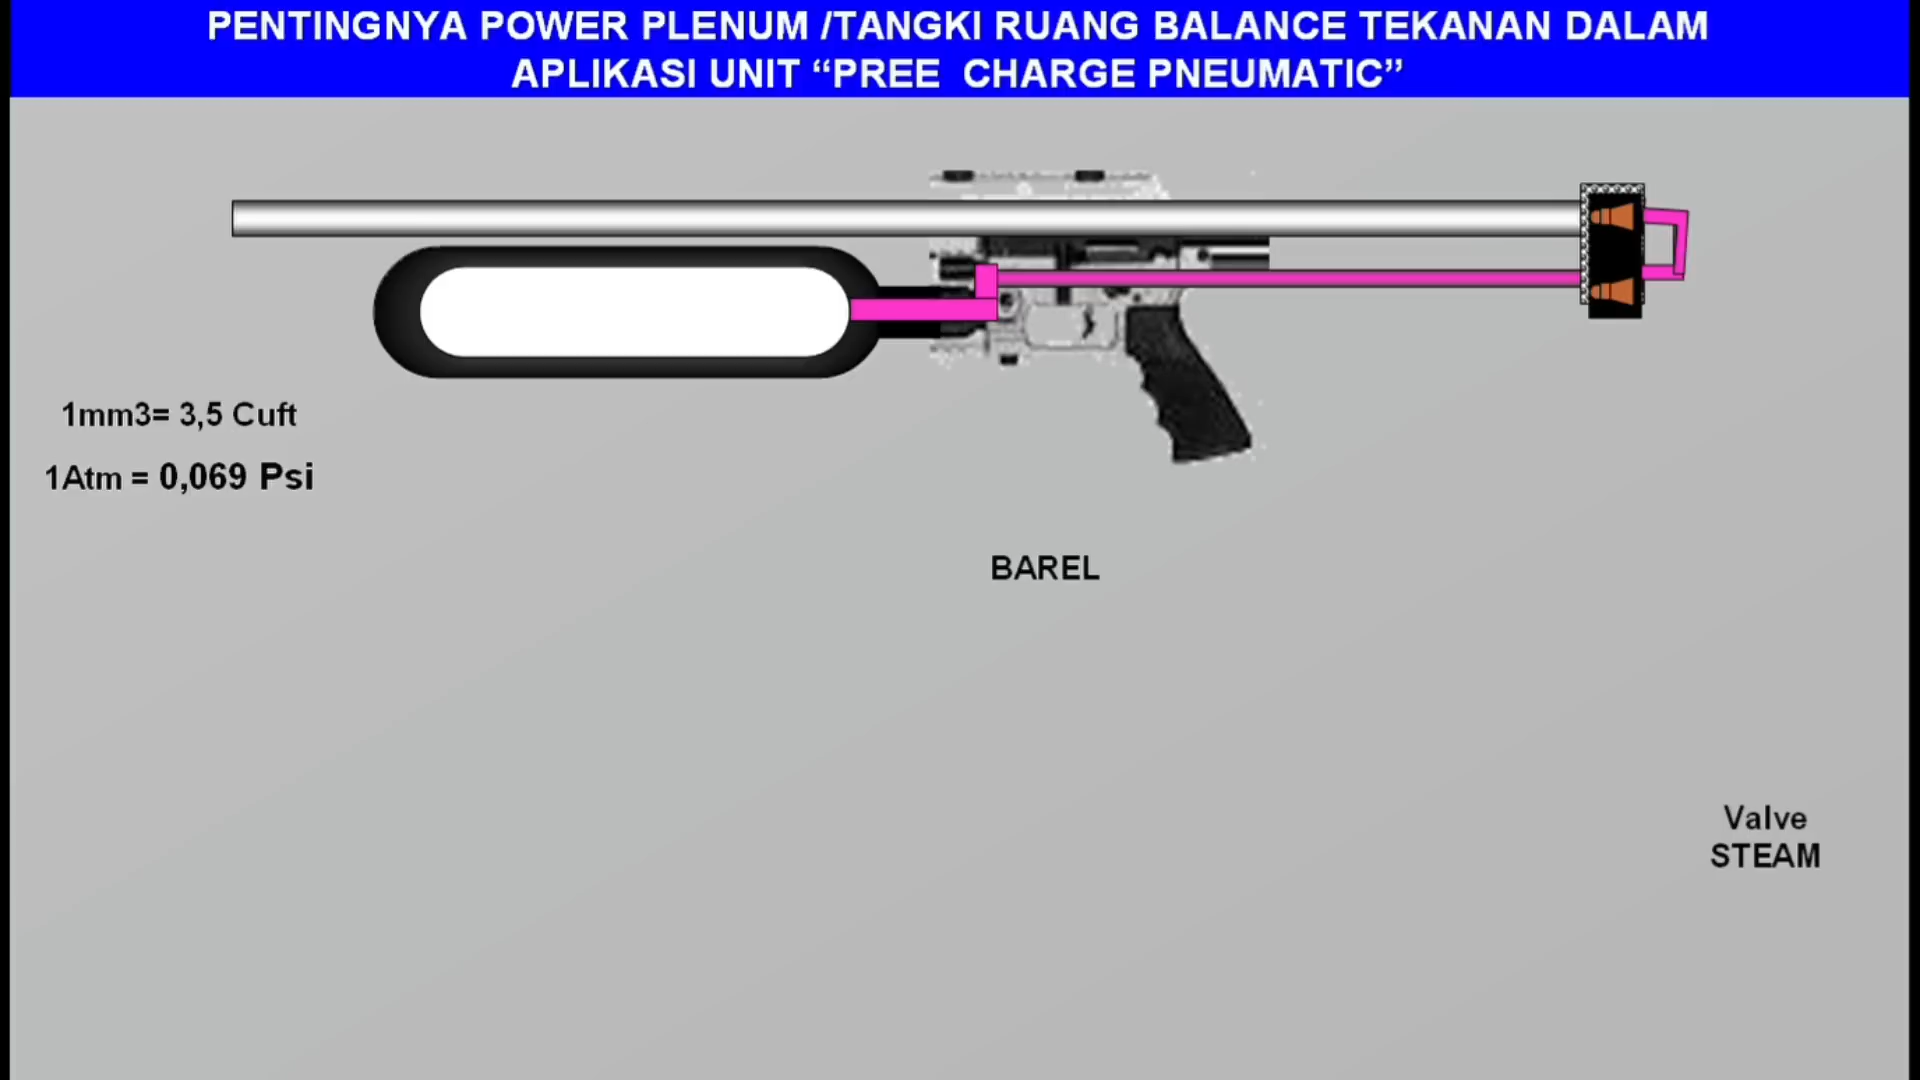 PENTINGNYA POWER PLENUM /TANGKI RUANG BALANCE TEKANAN DALAM
APLIKASI UNIT “PREE CHARGE PNEUMATIC”
1mm3= 3,5 Cuft
1Atm = 0,069 Psi
BAREL
Valve
STEAM